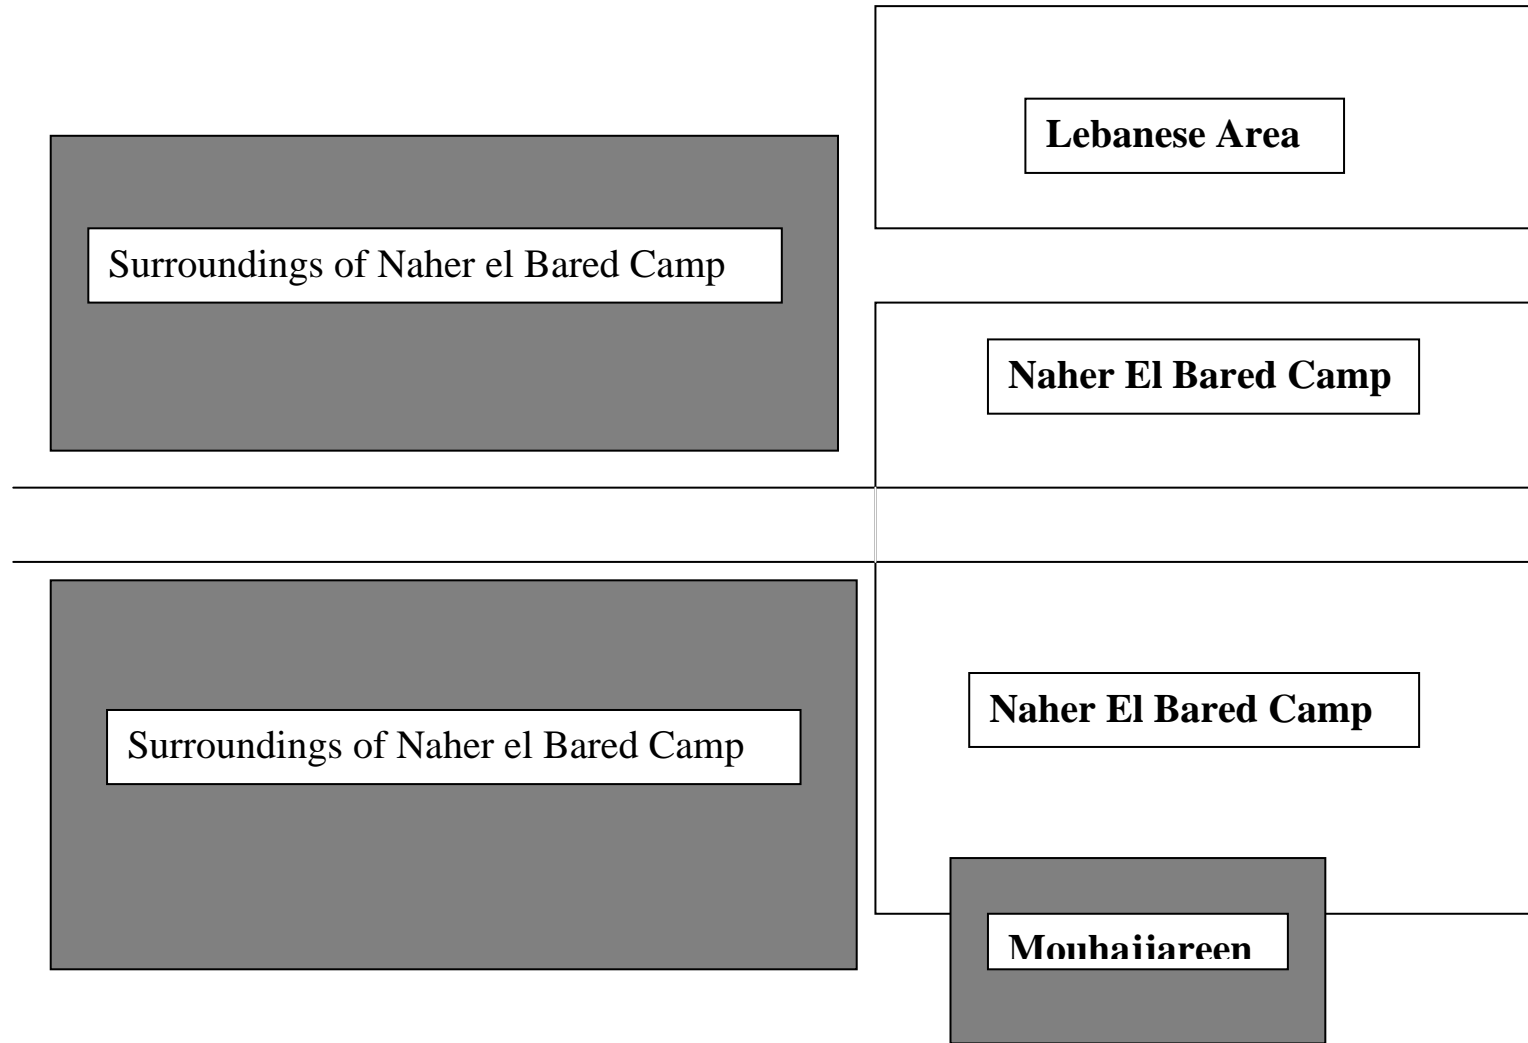 Lebanese Area
Surroundings of Naher el Bared Camp
Naher El Bared Camp
Naher El Bared Camp
Surroundings of Naher el Bared Camp
Mouhajjareen